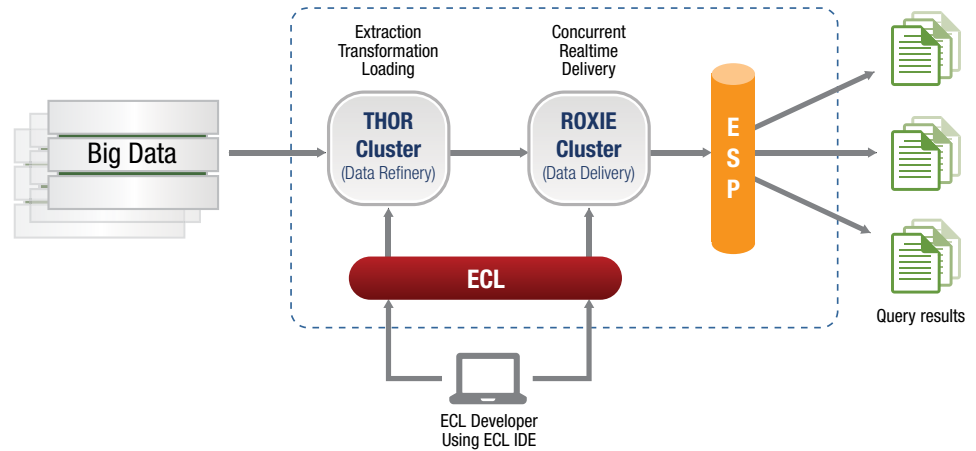 Extraction
Transformation
Loading
Concurrent
Realtime
Delivery
Big Data
THOR
Cluster
(Data Refinery)
ROXIE
Cluster
(Data Delivery)
E
S
P
ECL
Query results
ECL Developer
Using ECL IDE